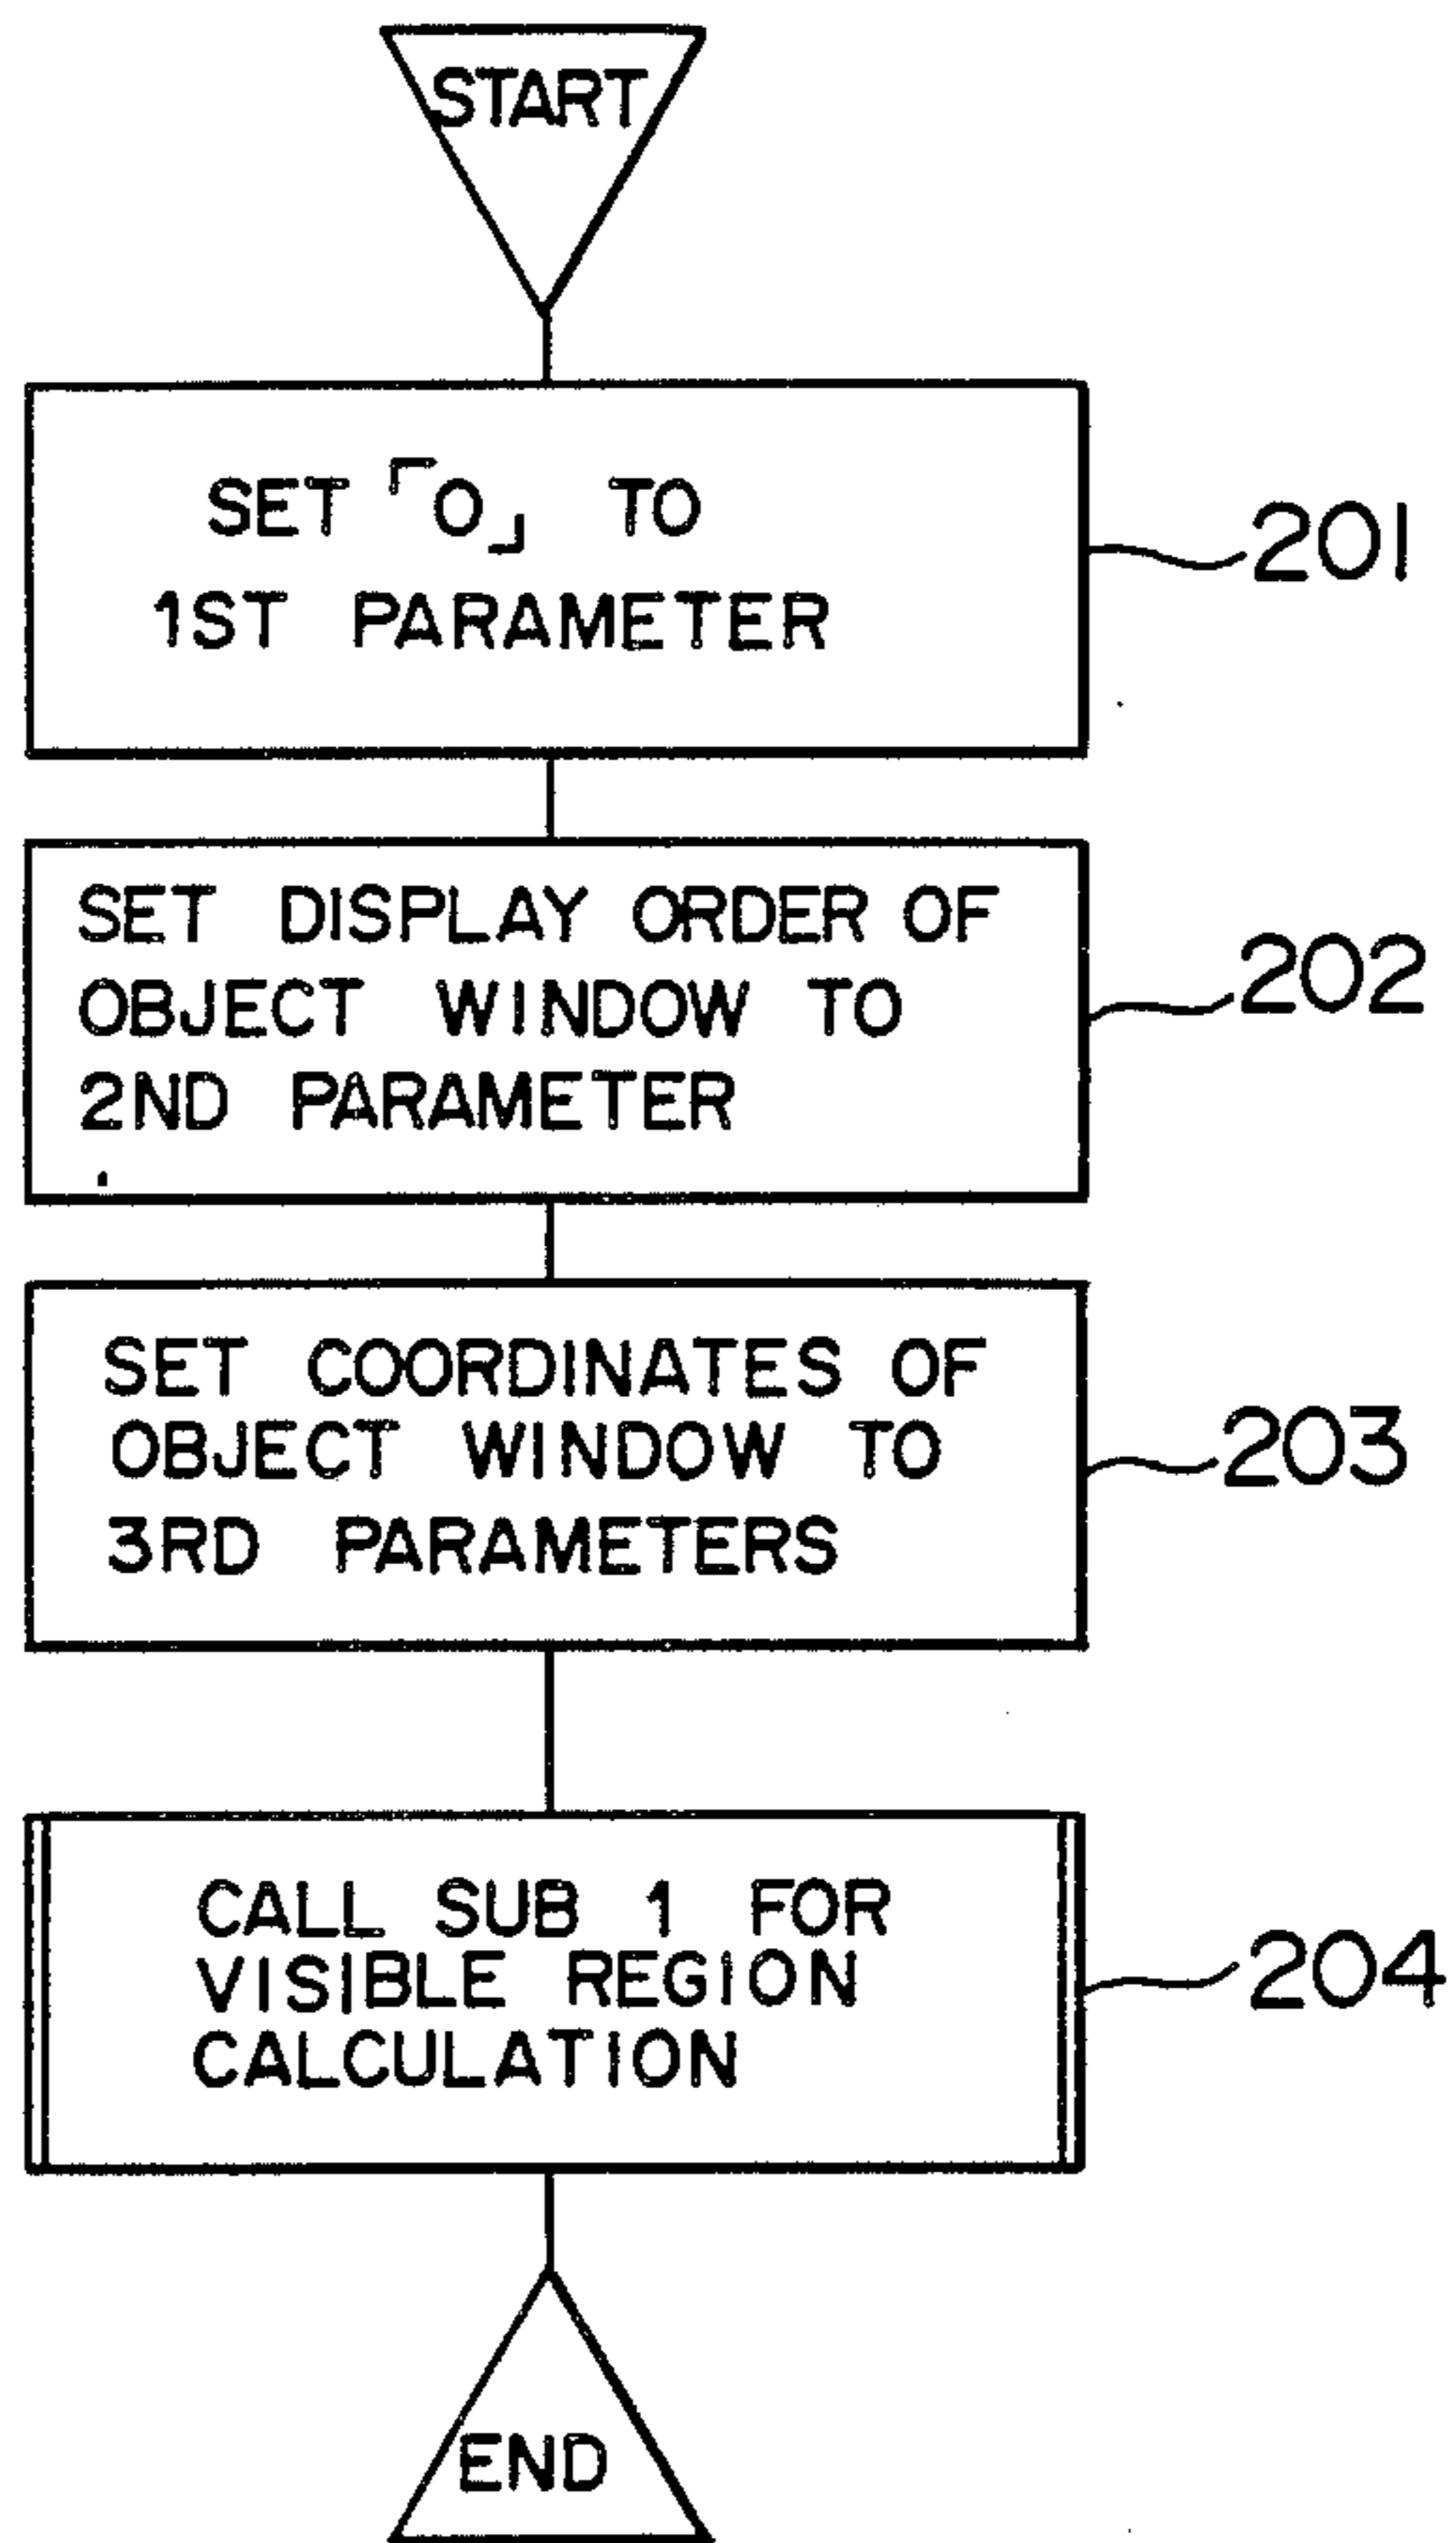 START
SET 「0」 TO
1ST PARAMETER
201
SET DISPLAY ORDER OF
OBJECT WINDOW TO
2ND PARAMETER
202
SET COORDINATES OF
OBJECT WINDOW TO
3RD PARAMETERS
203
CALL SUB 1 FOR
VISIBLE REGION
CALCULATION
204
END